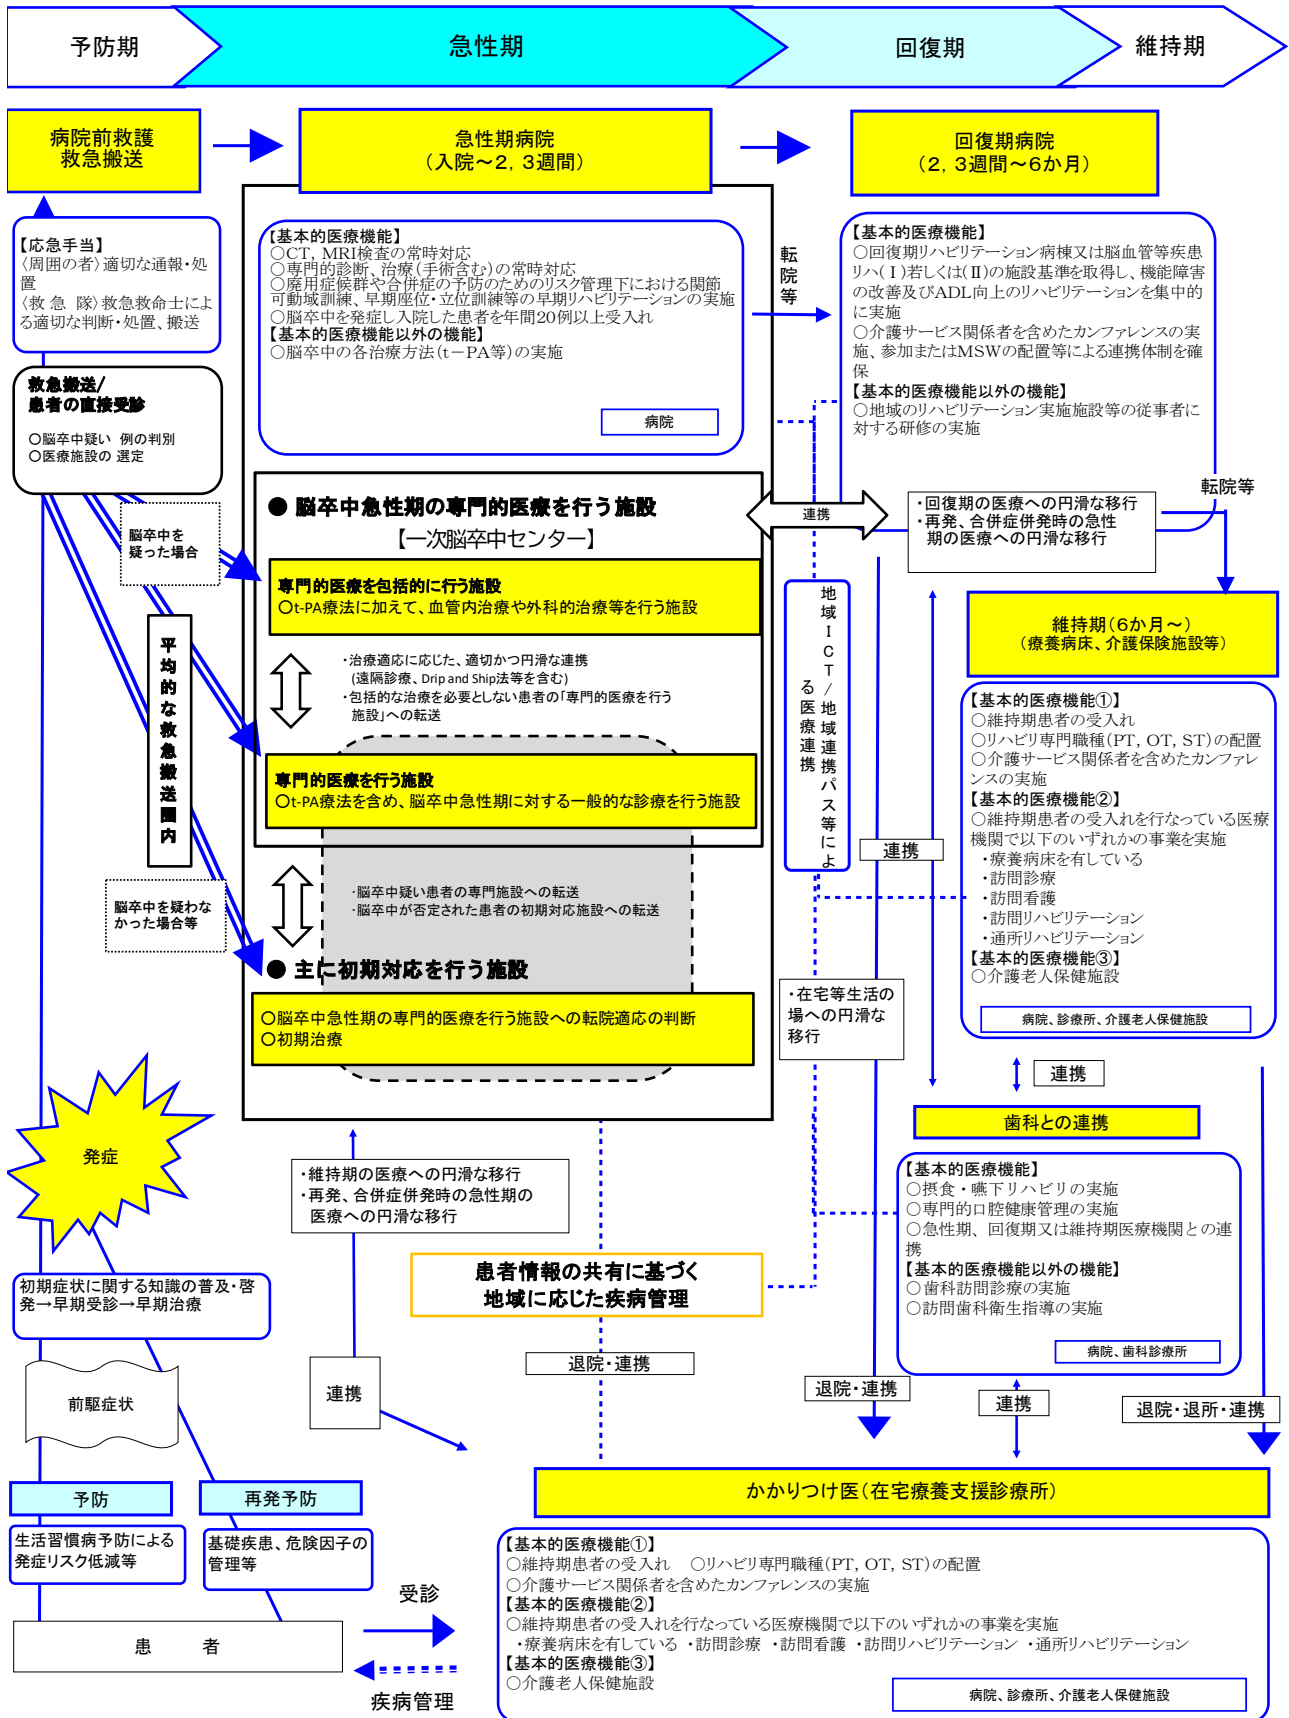 予防期
急性期
回復期
維持期
病院前救護
救急搬送
急性期病院
(入院～2，3週間)
回復期病院
(2，3週間～6か月)
【応急手当】
〈周囲の者〉適切な通報・処
置
〈救 急 隊〉救急救命士によ
る適切な判断・処置、搬送
【基本的医療機能】
○CT，MRI検査の常時対応
○専門的診断、治療(手術含む)の常時対応
○廃用症候群や合併症の予防のためのリスク管理下における関節
可動域訓練、早期座位・立位訓練等の早期リハビリテーションの実施
○脳卒中を発症し入院した患者を年間20例以上受入れ
【基本的医療機能以外の機能】
○脳卒中の各治療方法(t－PA等)の実施
病院
転院等
【基本的医療機能】
○回復期リハビリテーション病棟又は脳血管等疾患
リハ(Ⅰ)若しくは(Ⅱ)の施設基準を取得し、機能障害
の改善及びADL向上のリハビリテーションを集中的
に実施
○介護サービス関係者を含めたカンファレンスの実
施、参加またはMSWの配置等による連携体制を確
保
【基本的医療機能以外の機能】
○地域のリハビリテーション実施施設等の従事者に
対する研修の実施
救急搬送/
患者の直接受診
○脳卒中疑い 例の判別
○医療施設の 選定
脳卒中を
疑った場合
平均的な救急搬送圏内
脳卒中を疑わな
かった場合等
● 脳卒中急性期の専門的医療を行う施設
【一次脳卒中センター】
専門的医療を包括的に行う施設
○t-PA療法に加えて、血管内治療や外科的治療等を行う施設
・治療適応に応じた、適切かつ円滑な連携
(遠隔診療、Drip and Ship法等を含む)
・包括的な治療を必要としない患者の「専門的医療を行う
施設」への転送
専門的医療を行う施設
○t-PA療法を含め、脳卒中急性期に対する一般的な診療を行う施設
・脳卒中疑い患者の専門施設への転送
・脳卒中が否定された患者の初期対応施設への転送
● 主に初期対応を行う施設
○脳卒中急性期の専門的医療を行う施設への転院適応の判断
○初期治療
連携
・回復期の医療への円滑な移行
・再発、合併症併発時の急性
期の医療への円滑な移行
転院等
地域ICT/地域連携パス等によ
る医療連携
連携
維持期(6か月～)
(療養病床、介護保険施設等)
【基本的医療機能①】
○維持期患者の受入れ
○リハビリ専門職種(PT，OT，ST)の配置
○介護サービス関係者を含めたカンファレ
ンスの実施
【基本的医療機能②】
○維持期患者の受入れを行なっている医療
機関で以下のいずれかの事業を実施
・療養病床を有している
・訪問診療
・訪問看護
・訪問リハビリテーション
・通所リハビリテーション
【基本的医療機能③】
○介護老人保健施設
病院、診療所、介護老人保健施設
・在宅等生活の
場への円滑な
移行
連携
歯科との連携
【基本的医療機能】
○摂食・嚥下リハビリの実施
○専門的口腔健康管理の実施
○急性期、回復期又は維持期医療機関との連
携
【基本的医療機能以外の機能】
○歯科訪問診療の実施
○訪問歯科衛生指導の実施
病院、歯科診療所
発症
・維持期の医療への円滑な移行
・再発、合併症併発時の急性期の
医療への円滑な移行
患者情報の共有に基づく
地域に応じた疾病管理
初期症状に関する知識の普及・啓
発→早期受診→早期治療
前駆症状
連携
退院・連携
退院・連携
連携
退院・退所・連携
予防
再発予防
生活習慣病予防による
発症リスク低減等
基礎疾患、危険因子の
管理等
患 者
受診
疾病管理
かかりつけ医(在宅療養支援診療所)
【基本的医療機能①】
○維持期患者の受入れ ○リハビリ専門職種(PT，OT，ST)の配置
○介護サービス関係者を含めたカンファレンスの実施
【基本的医療機能②】
○維持期患者の受入れを行なっている医療機関で以下のいずれかの事業を実施
・療養病床を有している ・訪問診療 ・訪問看護 ・訪問リハビリテーション ・通所リハビリテーション
【基本的医療機能③】
○介護老人保健施設
病院、診療所、介護老人保健施設